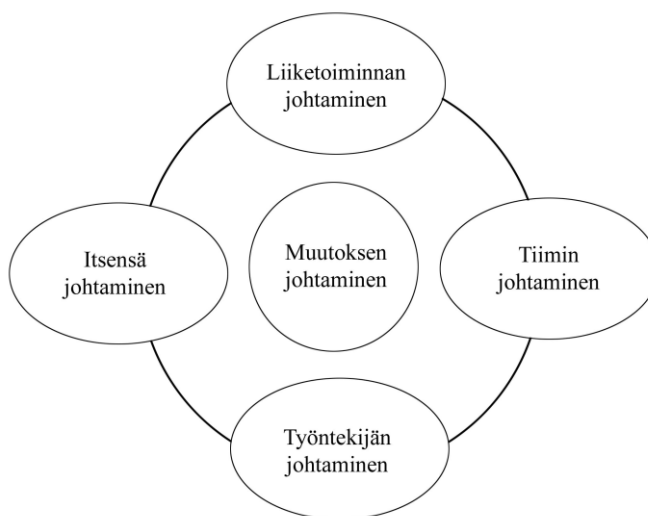 Liiketoiminnan
johtaminen
Itsensä
johtaminen
Muutoksen
johtaminen
Tiimin
johtaminen
Työntekijän
johtaminen